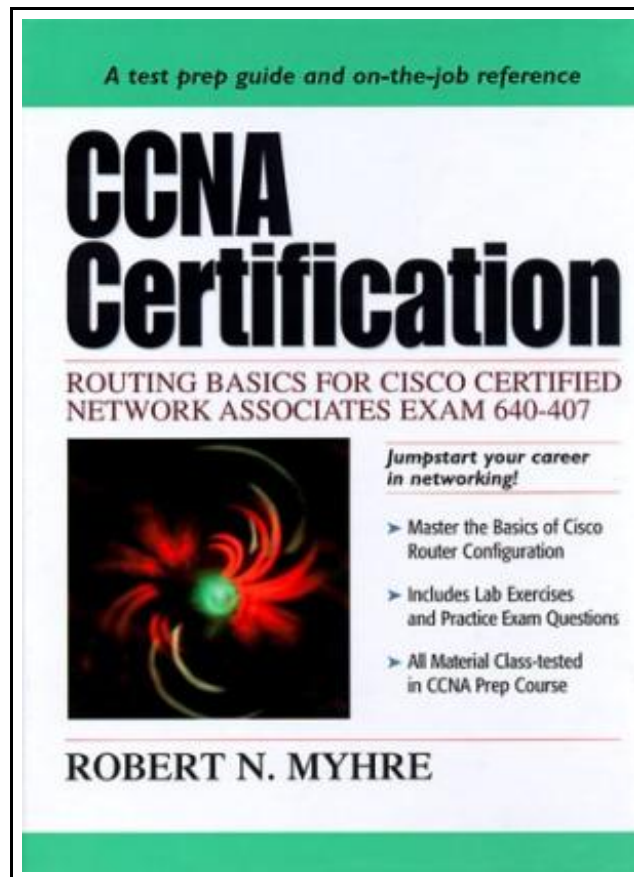 A test prep guide and on-the-job reference
CCNA
Certification
ROUTING BASICS FOR CISCO CERTIFIED
NETWORK ASSOCIATES EXAM 640-407
Jumpstart your career
in networking!
➤ Master the Basics of Cisco
Router Configuration
➤ Includes Lab Exercises
and Practice Exam Questions
➤ All Material Class-tested
in CCNA Prep Course
ROBERT N. MYHRE